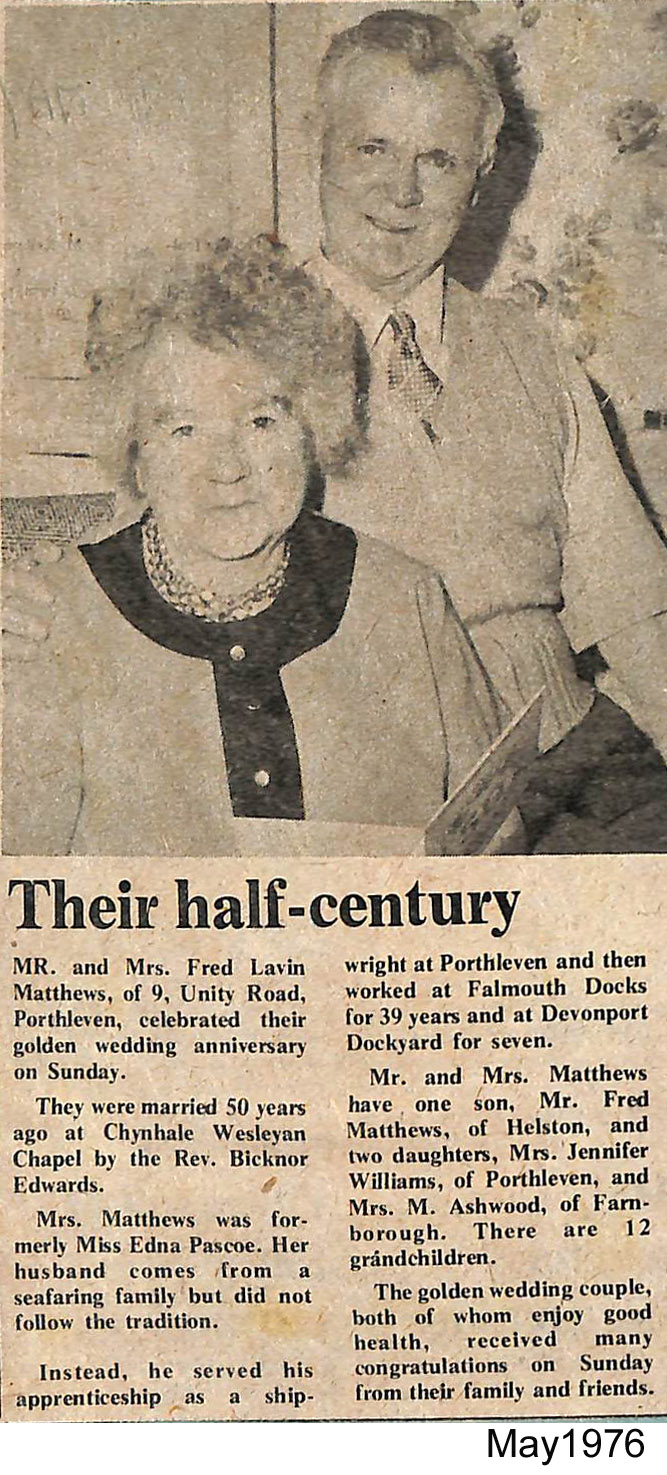 Their half-century
MR. and Mrs. Fred Lavin
Matthews, of 9, Unity Road,
Porthleven, celebrated their
golden wedding anniversary
on Sunday.
They were married 50 years
ago at Chynhale Wesleyan
Chapel by the Rev. Bicknor
Edwards.
Mrs. Matthews was for-
merly Miss Edna Pascoe. Her
husband comes from a
seafaring family but did not
follow the tradition.
Instead, he served his
apprenticeship as a ship-
wright at Porthleven and then
worked at Falmouth Docks
for 39 years and at Devonport
Dockyard for seven.
Mr. and Mrs. Matthews
have one son, Mr. Fred
Matthews, of Helston, and
two daughters, Mrs. Jennifer
Williams, of Porthleven, and
Mrs. M. Ashwood, of Farn-
borough. There are 12
grandchildren.
The golden wedding couple,
both of whom enjoy good
health, received many
congratulations on Sunday
from their family and friends.
May1976